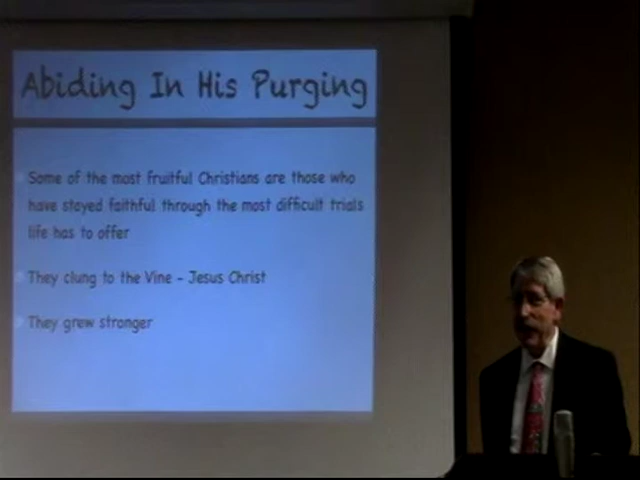 Abiding In His Purging
Some of the most fruitful Christians are those who
have stayed faithful through the most difficult trials
life has to offer
They clung to the Vine - Jesus Christ
They grew stronger